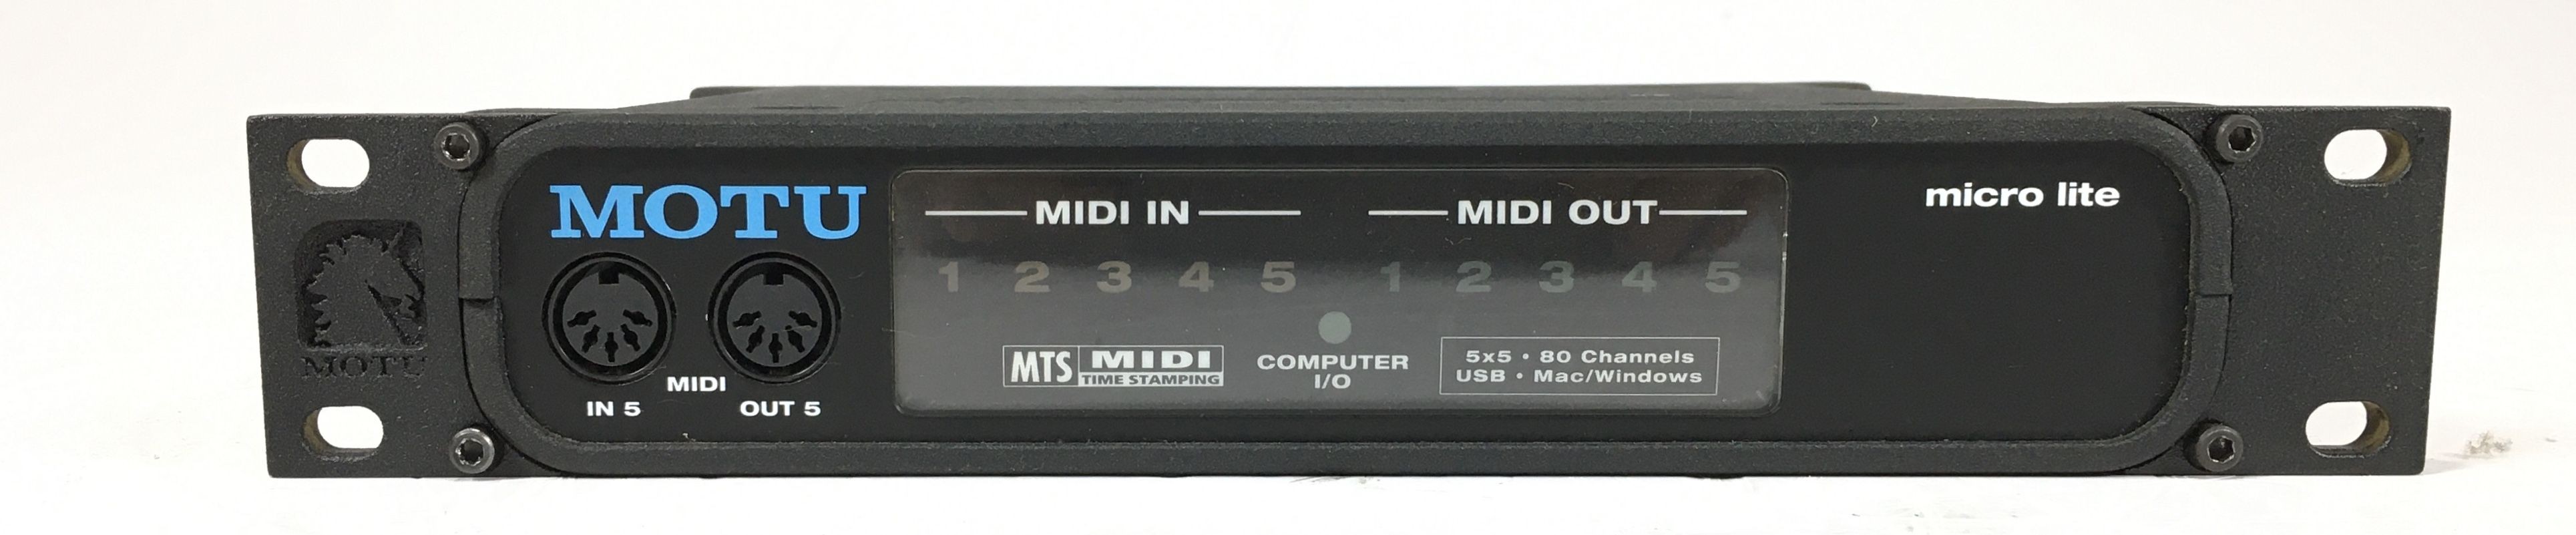 MOTU
MOTU
MIDI
IN 5
OUT 5
MIDI IN
MIDI OUT
1 2 3 4 5
1 2 3 4 5
MTS MIDI
TIME STAMPING
COMPUTER
I/O
5x5 • 80 Channels
USB • Mac/Windows
micro lite